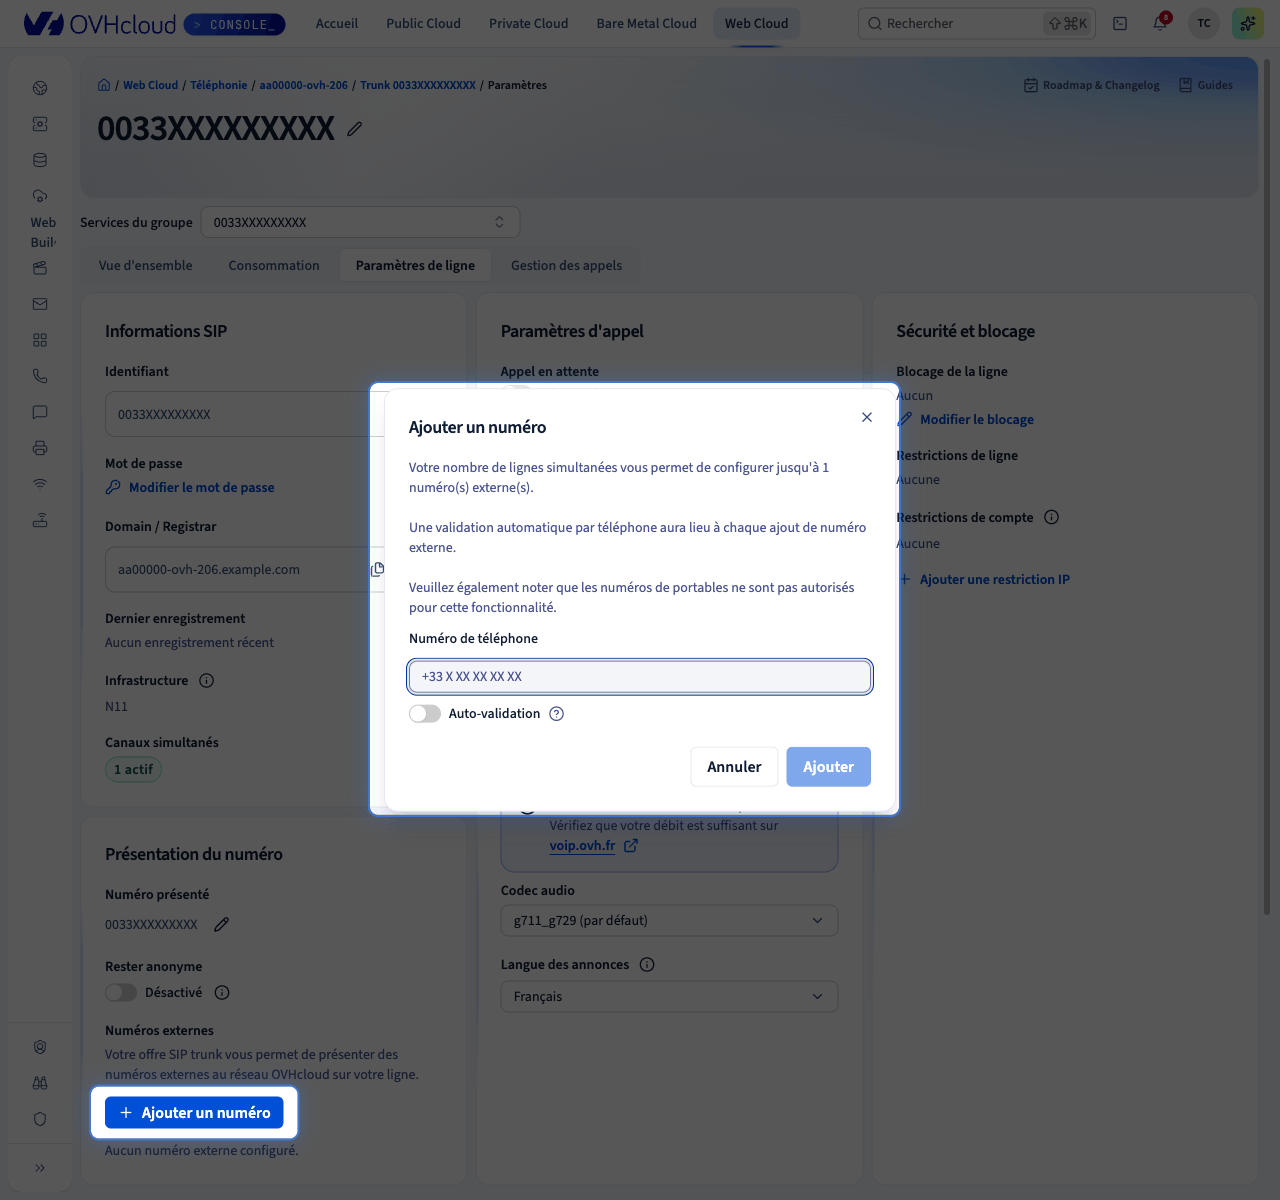 OVHcloud > CONSOLE_ Accueil Public Cloud Private Cloud Bare Metal Cloud Web Cloud Rechercher ⇧⌘K 8 TC
/ Web Cloud / Téléphonie / aa00000-ovh-206 / Trunk 0033XXXXXXXXX / Paramètres Roadmap & Changelog Guides
0033XXXXXXXXX
Web
Services du groupe 0033XXXXXXXXX
Vue d'ensemble Consommation Paramètres de ligne Gestion des appels
Informations SIP Paramètres d'appel Sécurité et blocage
Identifiant Appel en attente Blocage de la ligne
0033XXXXXXXXX Aucun
Modifier le blocage
Mot de passe Restrictions de ligne
Modifier le mot de passe Aucune
Domain / Registrar Restrictions de compte
aa00000-ovh-206.example.com Aucune
Ajouter une restriction IP
Dernier enregistrement
Aucun enregistrement récent
Infrastructure
N11
Canaux simultanés
1 actif
Ajouter un numéro
Votre nombre de lignes simultanées vous permet de configurer jusqu'à 1
numéro(s) externe(s).
Une validation automatique par téléphone aura lieu à chaque ajout de numéro
externe.
Veuillez également noter que les numéros de portables ne sont pas autorisés
pour cette fonctionnalité.
Numéro de téléphone
+33 X XX XX XX XX
Auto-validation
Annuler Ajouter
Vérifiez que votre débit est suffisant sur
voip.ovh.fr
Présentation du numéro
Numéro présenté Codec audio
0033XXXXXXXXX g711_g729 (par défaut)
Rester anonyme Langue des annonces
Désactivé Français
Numéros externes
Votre offre SIP trunk vous permet de présenter des
numéros externes au réseau OVHcloud sur votre ligne.
+ Ajouter un numéro
Aucun numéro externe configuré.